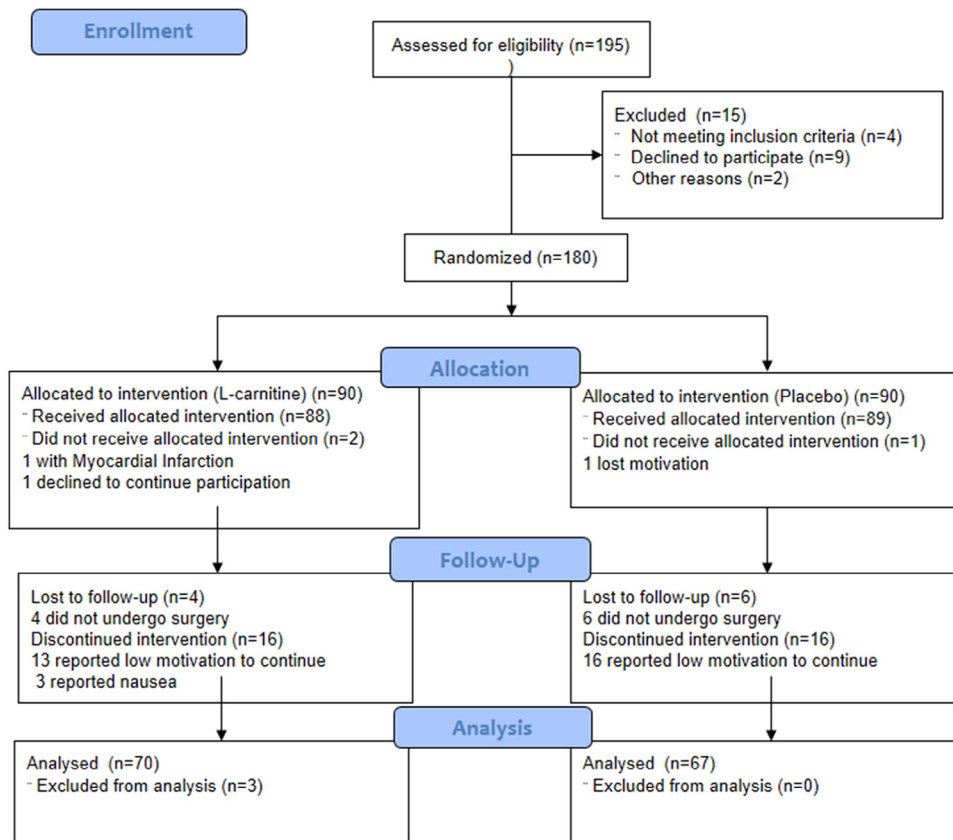 Enrollment
Assessed for eligibility (n=195)
)
Excluded (n=15)
¨ Not meeting inclusion criteria (n=4)
¨ Declined to participate (n=9)
¨ Other reasons (n=2)
Randomized (n=180)
Allocation
Allocated to intervention (L-carnitine) (n=90)
¨ Received allocated intervention (n=88)
¨ Did not receive allocated intervention (n=2)
1 with Myocardial Infarction
1 declined to continue participation
Allocated to intervention (Placebo) (n=90)
¨ Received allocated intervention (n=89)
¨ Did not receive allocated intervention (n=1)
1 lost motivation
Follow-Up
Lost to follow-up (n=4)
4 did not undergo surgery
Discontinued intervention (n=16)
13 reported low motivation to continue
3 reported nausea
Lost to follow-up (n=6)
6 did not undergo surgery
Discontinued intervention (n=16)
16 reported low motivation to continue
Analysis
Analysed (n=70)
¨ Excluded from analysis (n=3)
Analysed (n=67)
¨ Excluded from analysis (n=0)